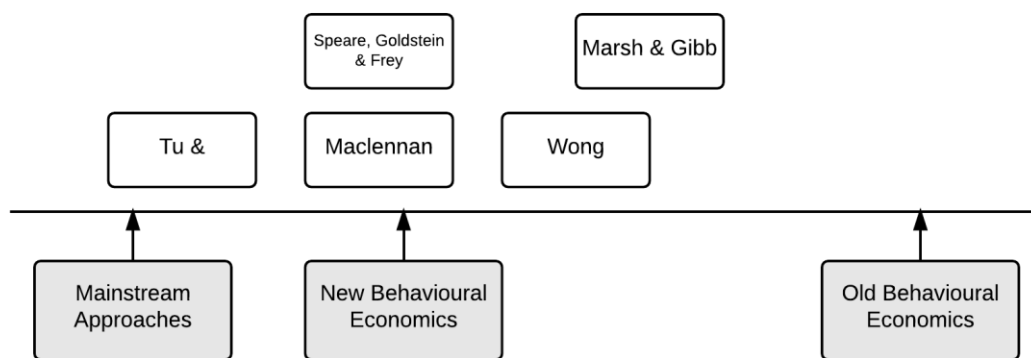 Speare, Goldstein
& Frey
Marsh & Gibb
Tu &
Maclennan
Wong
Mainstream
Approaches
New Behavioural
Economics
Old Behavioural
Economics